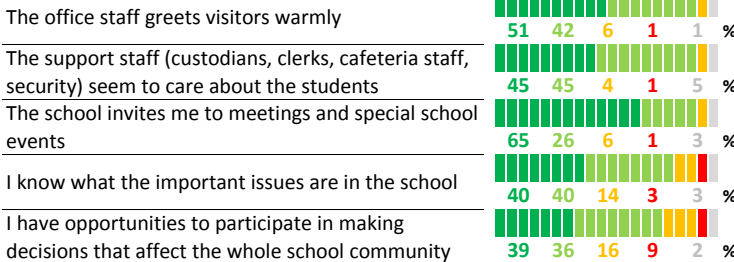 The office staff greets visitors warmly
51 42 6 1 1 %
The support staff (custodians, clerks, cafeteria staff,
security) seem to care about the students
45 45 4 1 5 %
The school invites me to meetings and special school
events
65 26 6 1 3 %
I know what the important issues are in the school
40 40 14 3 3 %
I have opportunities to participate in making
decisions that affect the whole school community
39 36 16 9 2 %